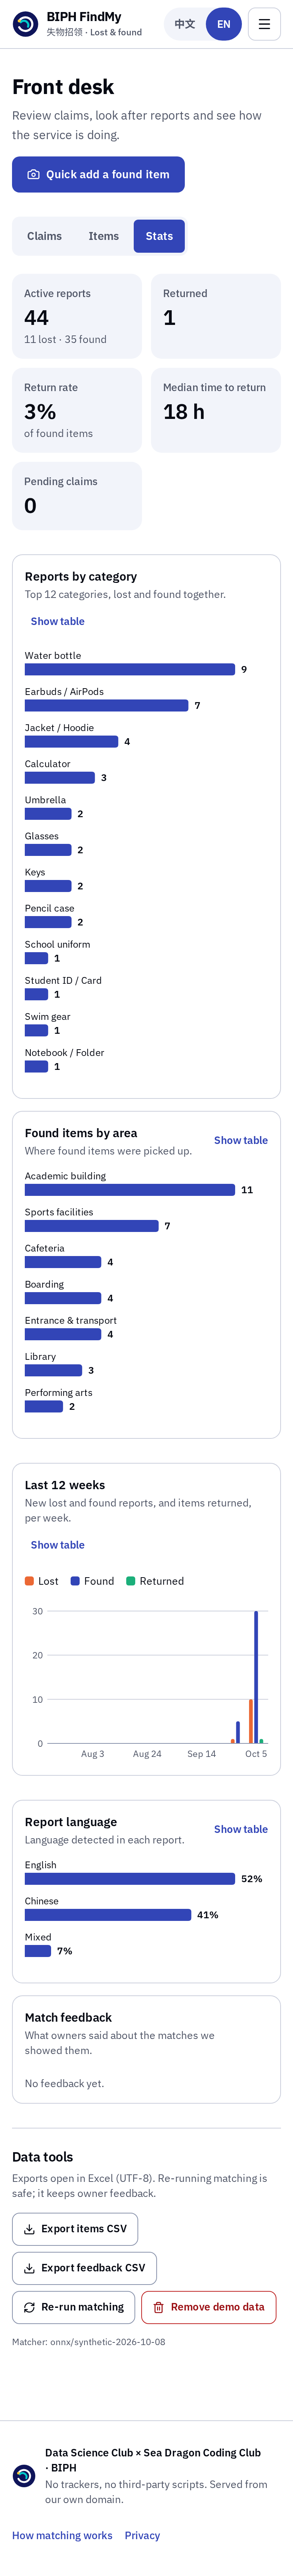 BIPH FindMy
失物招领 · Lost & found
中文
EN
Front desk
Review claims, look after reports and see how
the service is doing.
Quick add a found item
Claims
Items
Stats
Active reports
44
11 lost · 35 found
Returned
1
Return rate
3%
of found items
Median time to return
18 h
Pending claims
0
Reports by category
Top 12 categories, lost and found together.
Show table
Water bottle
9
Earbuds / AirPods
7
Jacket / Hoodie
4
Calculator
3
Umbrella
2
Glasses
2
Keys
2
Pencil case
2
School uniform
1
Student ID / Card
1
Swim gear
1
Notebook / Folder
1
Found items by area
Where found items were picked up.
Show table
Academic building
11
Sports facilities
7
Cafeteria
4
Boarding
4
Entrance & transport
4
Library
3
Performing arts
2
Last 12 weeks
New lost and found reports, and items returned,
per week.
Show table
Lost
Found
Returned
30
20
10
0
Aug 3
Aug 24
Sep 14
Oct 5
Report language
Language detected in each report.
Show table
English
52%
Chinese
41%
Mixed
7%
Match feedback
What owners said about the matches we
showed them.
No feedback yet.
Data tools
Exports open in Excel (UTF-8). Re-running matching is
safe; it keeps owner feedback.
Export items CSV
Export feedback CSV
Re-run matching
Remove demo data
Matcher: onnx/synthetic-2026-10-08
Data Science Club × Sea Dragon Coding Club
· BIPH
No trackers, no third-party scripts. Served from
our own domain.
How matching works
Privacy